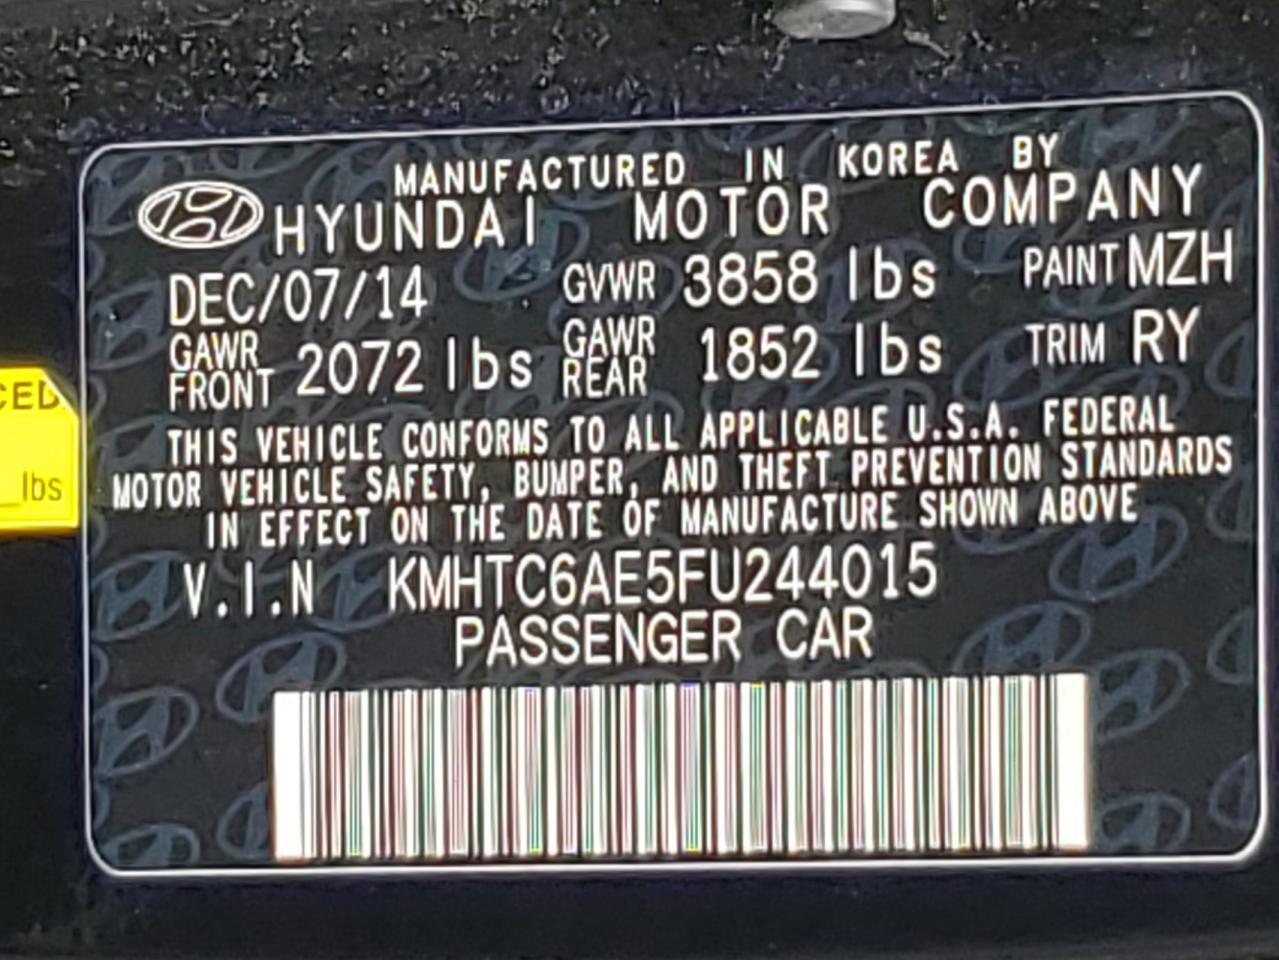 MANUFACTURED IN KOREA BY
HYUNDAI MOTOR COMPANY
DEC/07/14 GVWR 3858 lbs PAINT MZH
GAWR FRONT 2072 lbs GAWR REAR 1852 lbs TRIM RY
THIS VEHICLE CONFORMS TO ALL APPLICABLE U.S.A. FEDERAL
MOTOR VEHICLE SAFETY, BUMPER, AND THEFT PREVENTION STANDARDS
IN EFFECT ON THE DATE OF MANUFACTURE SHOWN ABOVE
V.I.N KMHTC6AE5FU244015
PASSENGER CAR
CED
lbs